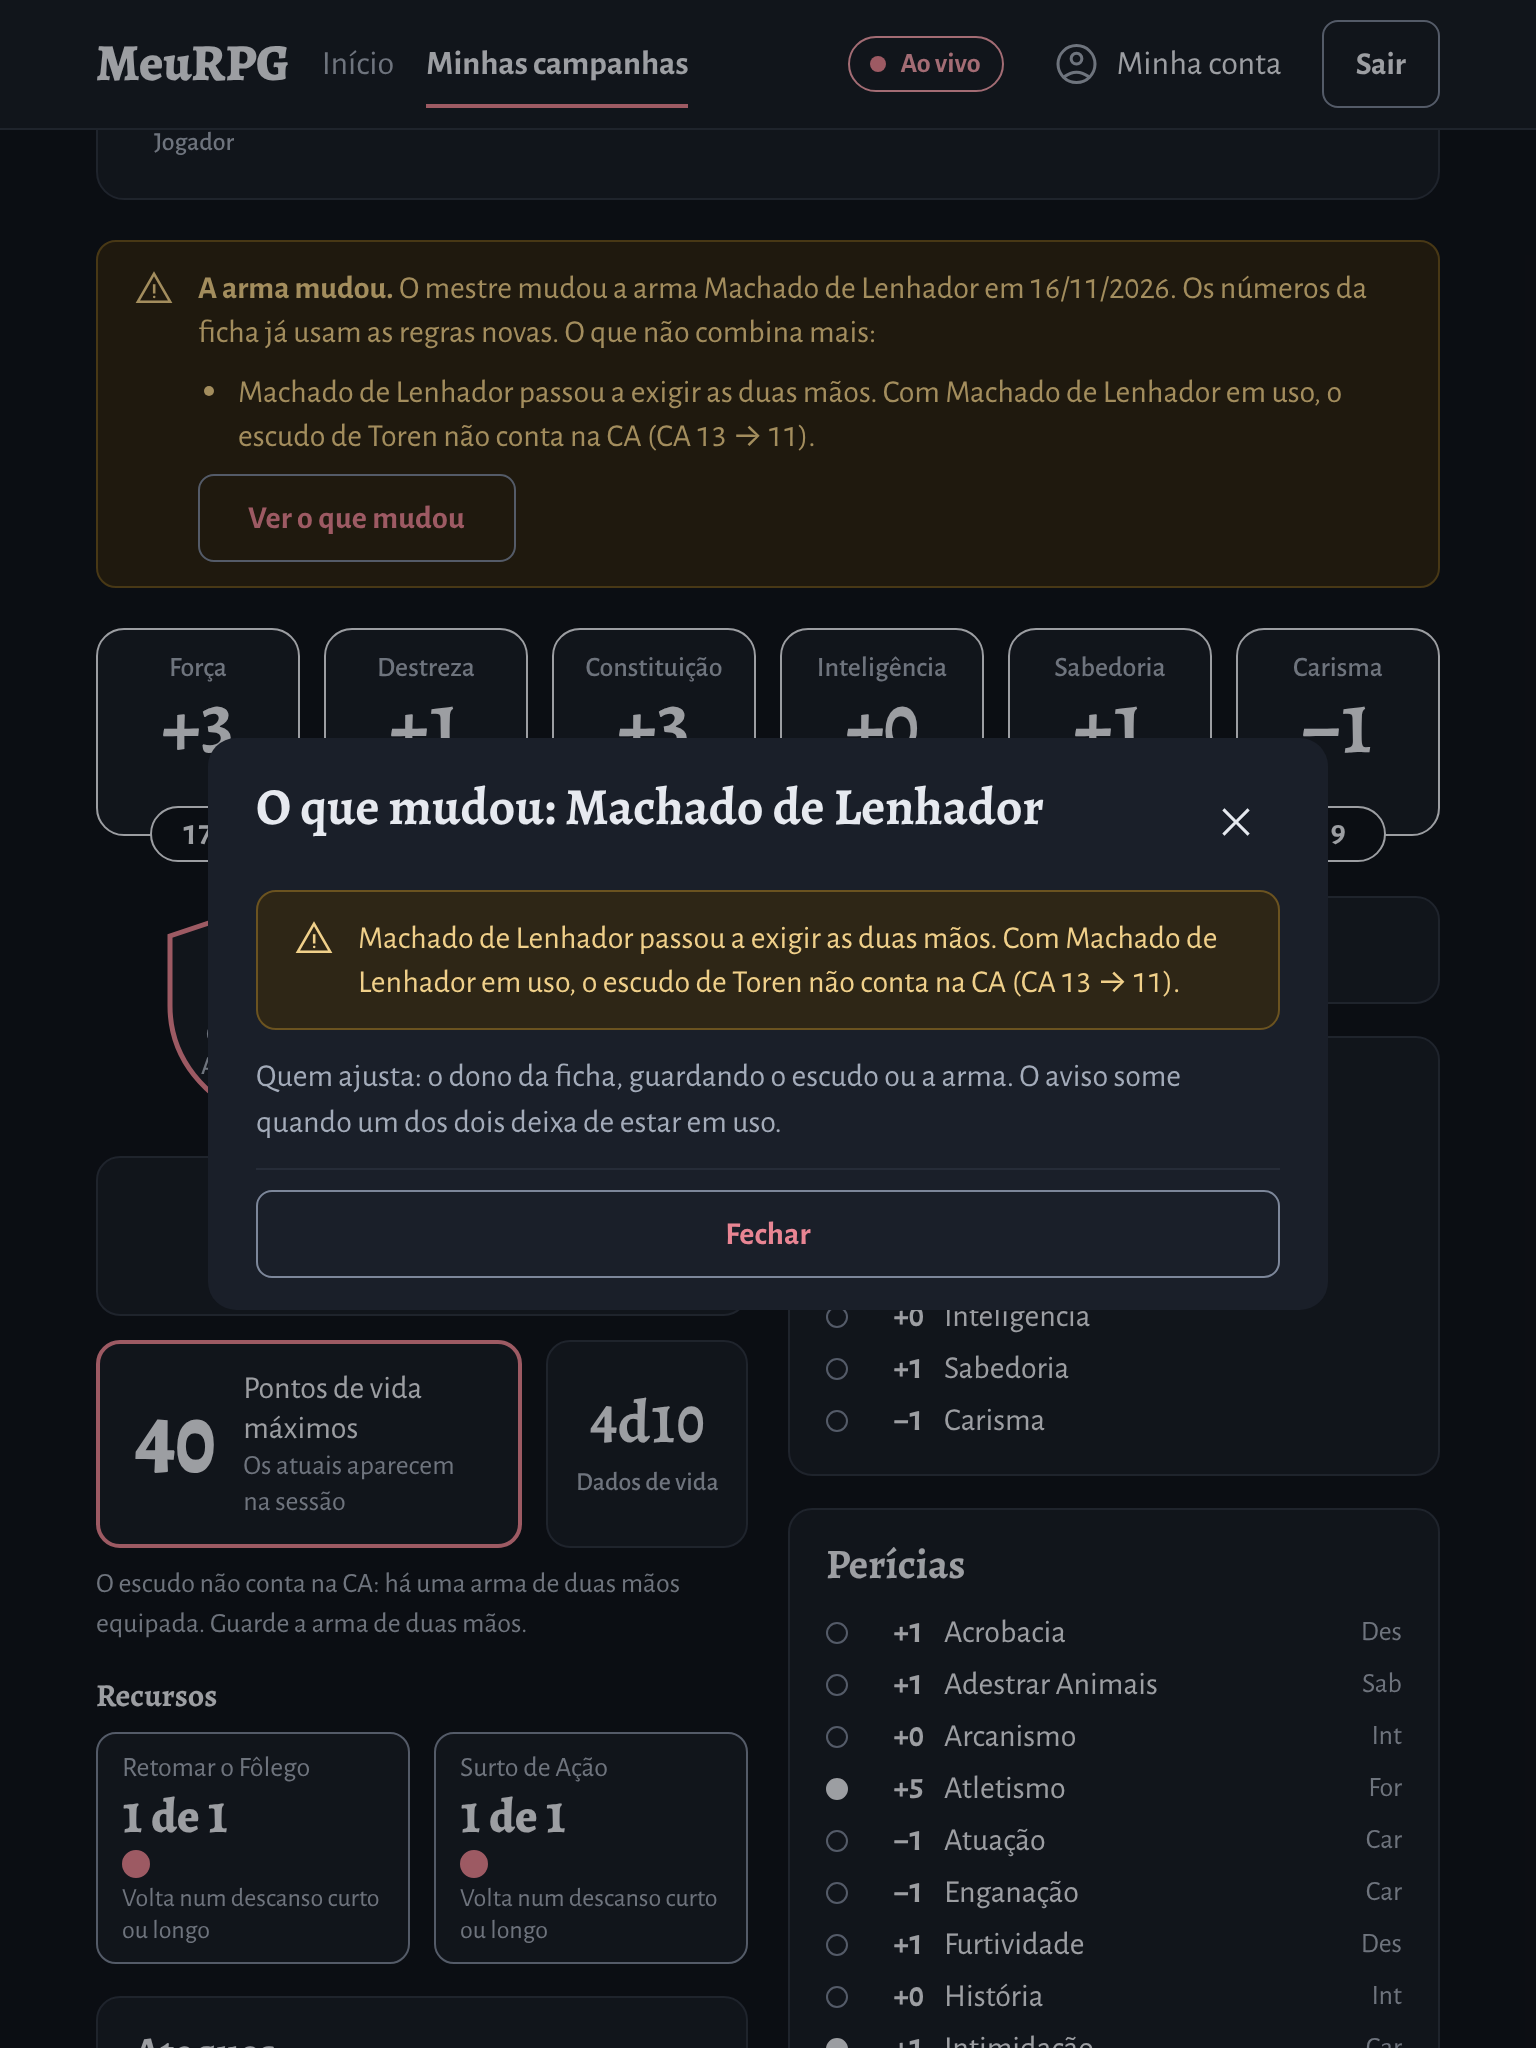 MeuRPG Início Minhas campanhas Ao vivo Minha conta Sair
Jogador
A arma mudou. O mestre mudou a arma Machado de Lenhador em 16/11/2026. Os números da
ficha já usam as regras novas. O que não combina mais:
• Machado de Lenhador passou a exigir as duas mãos. Com Machado de Lenhador em uso, o
escudo de Toren não conta na CA (CA 13 → 11).
Ver o que mudou
Força Destreza Constituição Inteligência Sabedoria Carisma
+3 +1 +3 +0 +1 −1
17 9
O que mudou: Machado de Lenhador
Machado de Lenhador passou a exigir as duas mãos. Com Machado de
Lenhador em uso, o escudo de Toren não conta na CA (CA 13 → 11).
Quem ajusta: o dono da ficha, guardando o escudo ou a arma. O aviso some
quando um dos dois deixa de estar em uso.
Fechar
+0 Inteligência
+1 Sabedoria
−1 Carisma
40
Pontos de vida
máximos
Os atuais aparecem
na sessão
4d10
Dados de vida
O escudo não conta na CA: há uma arma de duas mãos
equipada. Guarde a arma de duas mãos.
Recursos
Retomar o Fôlego
1 de 1
Volta num descanso curto
ou longo
Surto de Ação
1 de 1
Volta num descanso curto
ou longo
Ataques
Perícias
+1 Acrobacia Des
+1 Adestrar Animais Sab
+0 Arcanismo Int
+5 Atletismo For
−1 Atuação Car
−1 Enganação Car
+1 Furtividade Des
+0 História Int
+1 Intimidação Car